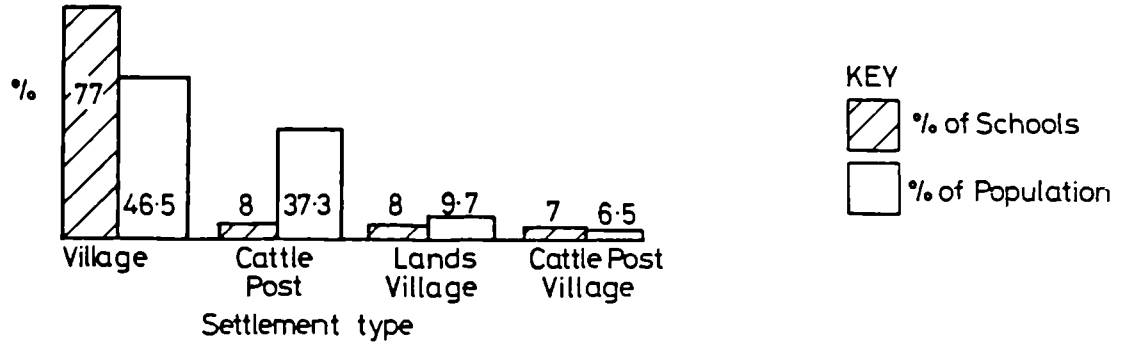 %
77
46·5
8
37·3
8
9·7
7
6·5
Village
Cattle
Post
Lands
Village
Cattle Post
Village
Settlement type
KEY
% of Schools
% of Population